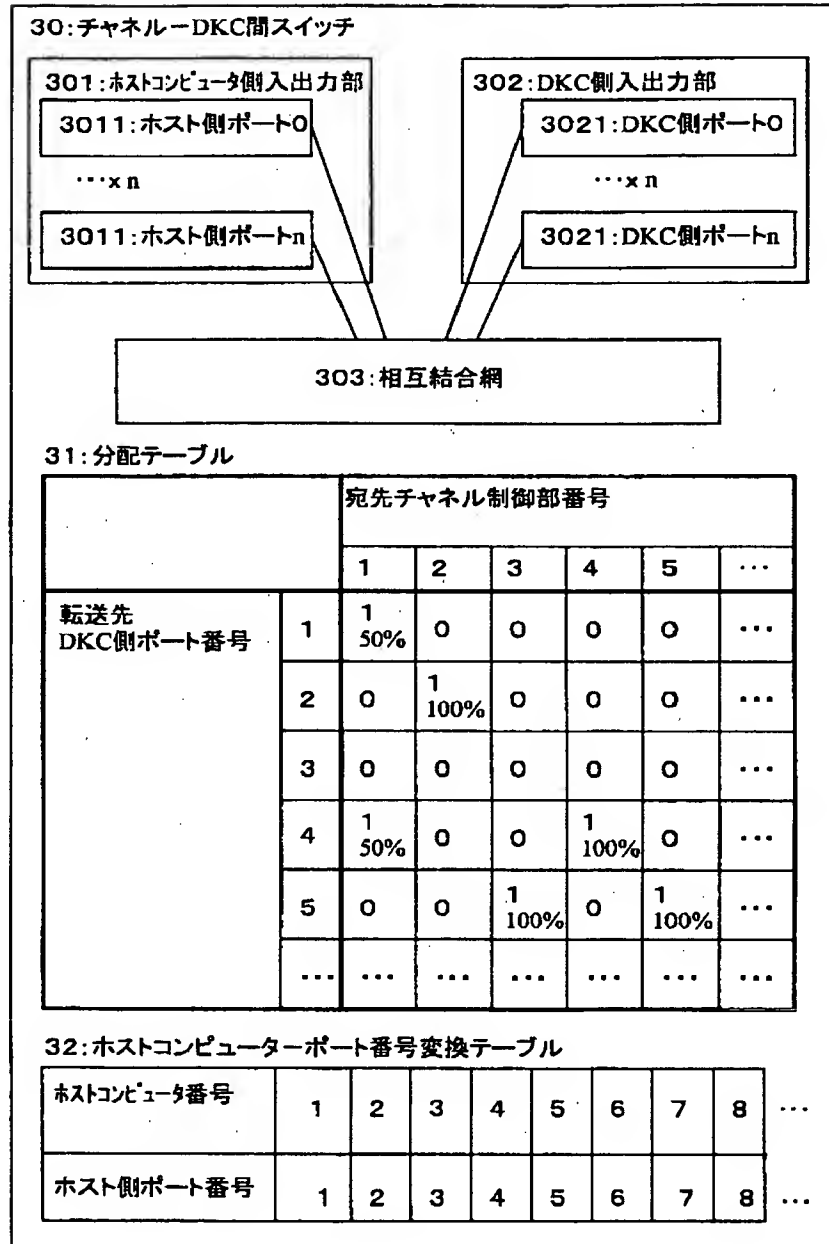 30:チャネルーDKC間スイッチ
301:ホストコンピュータ側入出力部
302:DKC側入出力部
3011:ホスト側ポート0
3021:DKC側ポート0
…x n
…x n
3011:ホスト側ポートn
3021:DKC側ポートn
303:相互結合網
31:分配テーブル
宛先チャネル制御部番号
1 2 3 4 5 …
転送先
DKC側ポート番号
1 1 50% 0 0 0 0 …
2 0 1 100% 0 0 0 …
3 0 0 0 0 0 …
4 1 50% 0 0 1 100% 0 …
5 0 0 1 100% 0 1 100% …
… … … … … … …
32:ホストコンピューターポート番号変換テーブル
ホストコンピュータ番号 1 2 3 4 5 6 7 8 …
ホスト側ポート番号 1 2 3 4 5 6 7 8 …